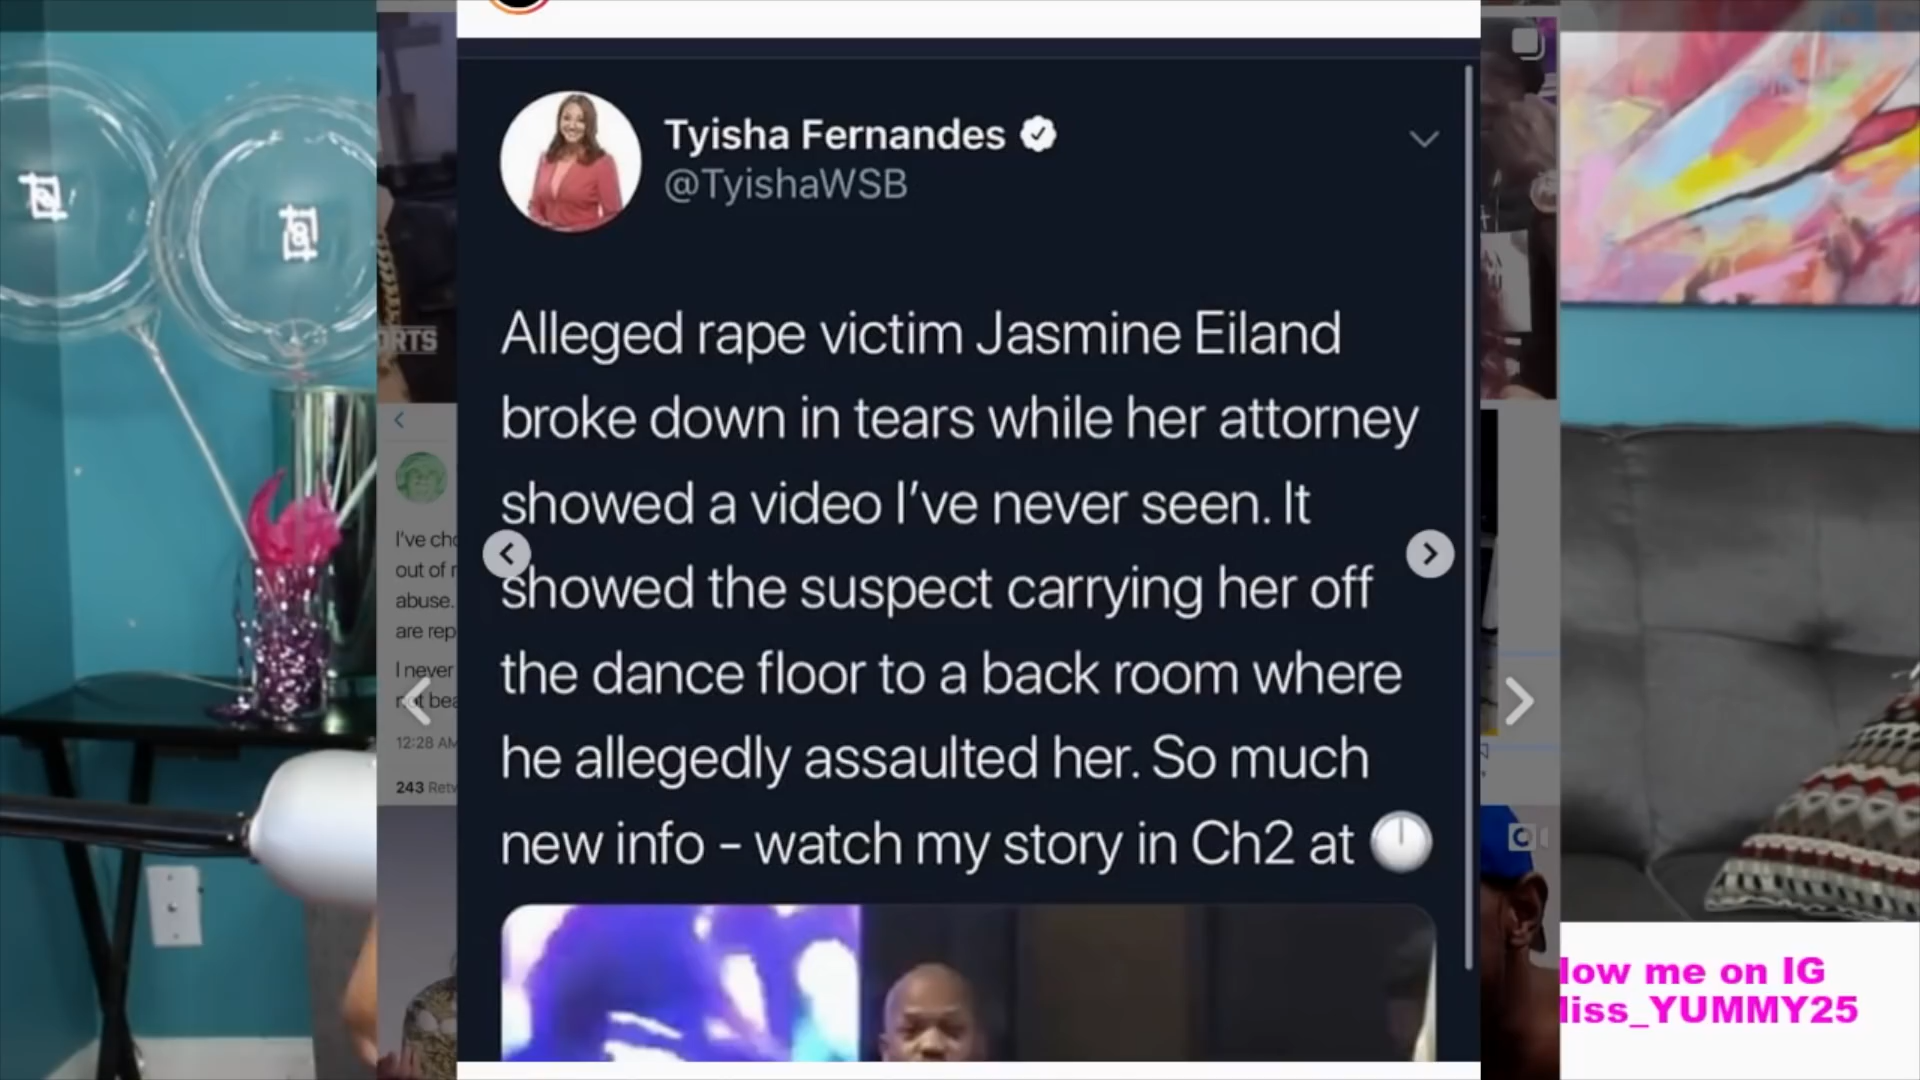 Tyisha Fernandes
@TyishaWSB
Alleged rape victim Jasmine Eiland
broke down in tears while her attorney
showed a video I've never seen. It
showed the suspect carrying her off
the dance floor to a back room where
he allegedly assaulted her. So much
new info - watch my story in Ch2 at
ORTS
I've
out of
abuse.
are
I never
12:28 AM
243
me on IG